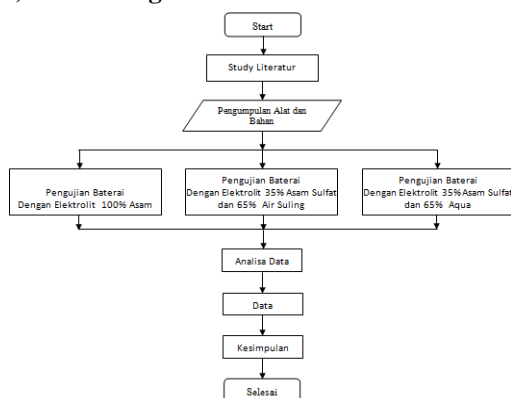 Start
Study Literatur
Pengumpulan Alat dan
Bahan
Pengujian Baterai
Dengan Elektrolit 100% Asam
Pengujian Baterai
Dengan Elektrolit 35% Asam Sulfat
dan 65% Air Suling
Pengujian Baterai
Dengan Elektrolit 35% Asam Sulfat
dan 65% Aqua
Analisa Data
Data
Kesimpulan
Selesai